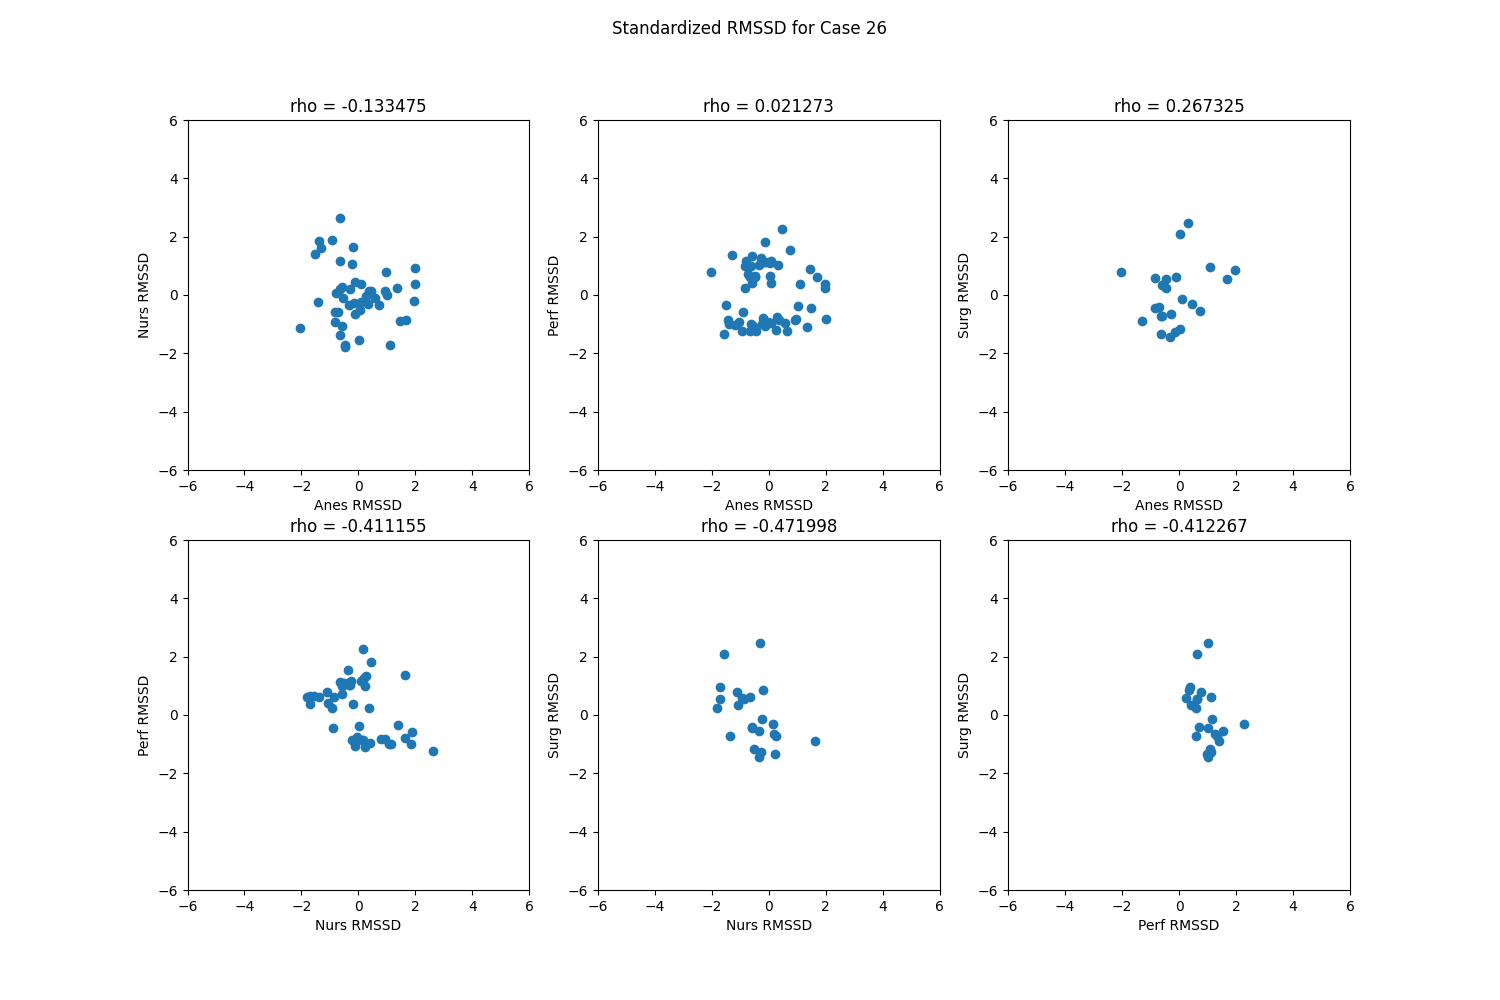 Standardized RMSSD for Case 26
rho = -0.133475
6
4
2
0
−2
−4
−6
−6 −4 −2 0 2 4 6
Nurs RMSSD
Anes RMSSD
rho = 0.021273
6
4
2
0
−2
−4
−6
−6 −4 −2 0 2 4 6
Perf RMSSD
Anes RMSSD
rho = 0.267325
6
4
2
0
−2
−4
−6
−6 −4 −2 0 2 4 6
Surg RMSSD
Anes RMSSD
rho = -0.411155
6
4
2
0
−2
−4
−6
−6 −4 −2 0 2 4 6
Perf RMSSD
Nurs RMSSD
rho = -0.471998
6
4
2
0
−2
−4
−6
−6 −4 −2 0 2 4 6
Surg RMSSD
Nurs RMSSD
rho = -0.412267
6
4
2
0
−2
−4
−6
−6 −4 −2 0 2 4 6
Surg RMSSD
Perf RMSSD